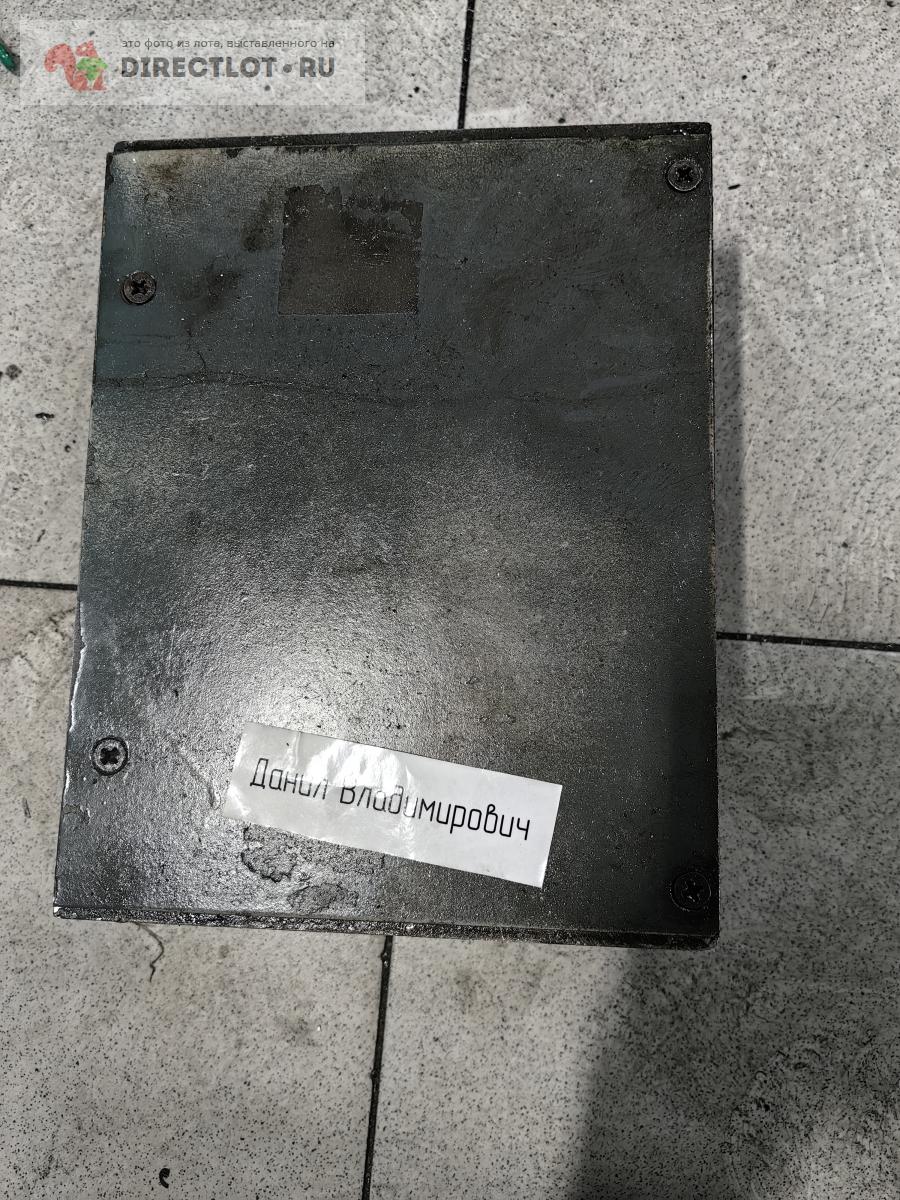 это фото из лота, выставленного на
DIRECTLOT.RU
Данил Владимирович